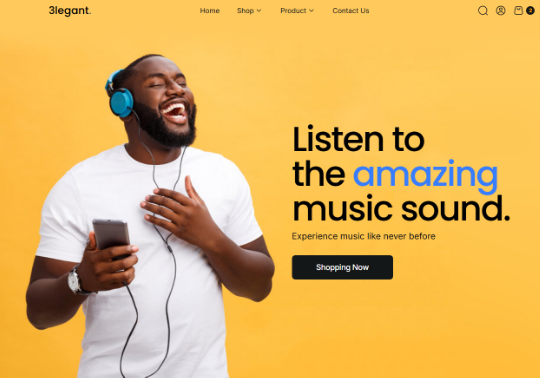 3legant.
Home Shop Product Contact Us
2
Listen to
the amazing
music sound.
Experience music like never before
Shopping Now